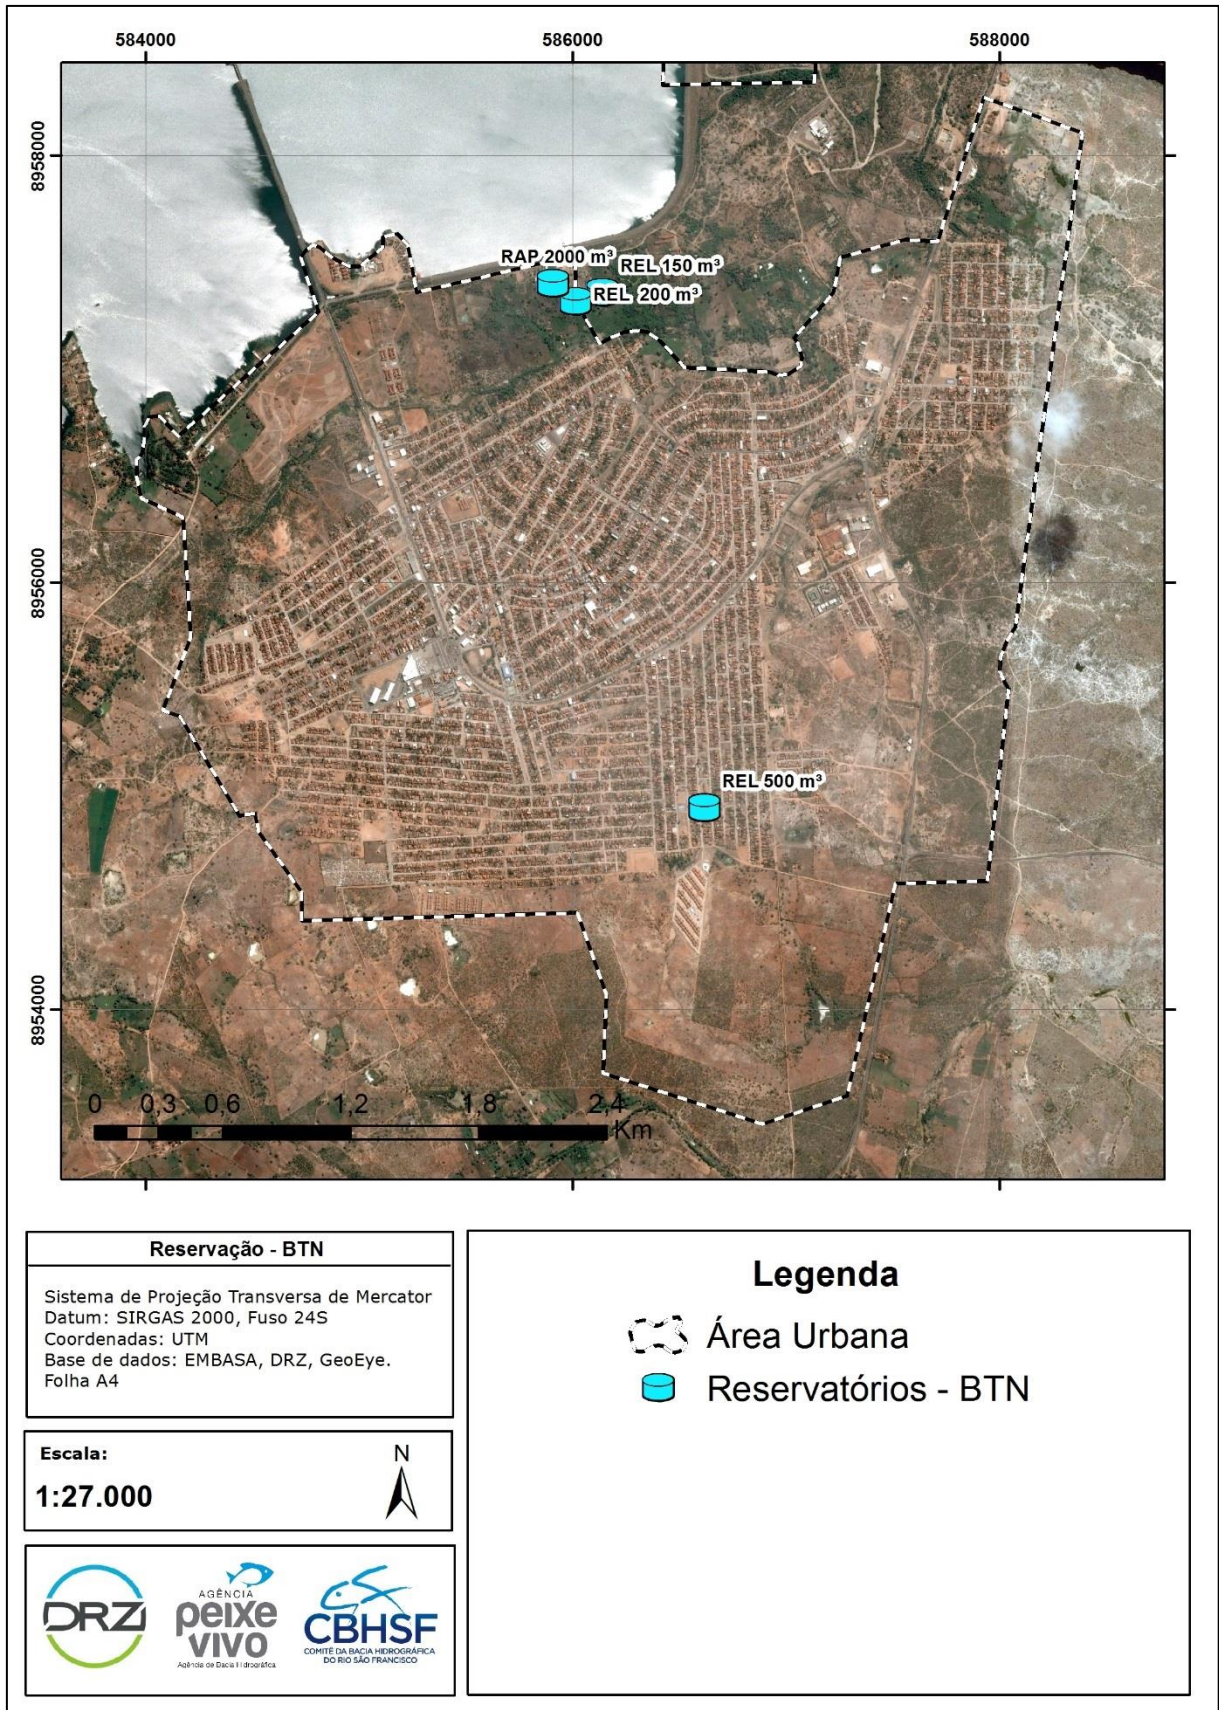 584000
586000
588000
8958000
8956000
8954000
RAP 2000 m³
REL 150 m³
REL 200 m³
REL 500 m³
0 0,3 0,6 1,2 1,8 2,4
Km
Reservação - BTN
Sistema de Projeção Transversa de Mercator
Datum: SIRGAS 2000, Fuso 24S
Coordenadas: UTM
Base de dados: EMBASA, DRZ, GeoEye.
Folha A4
Escala:
1:27.000
N
DRZ
AGÊNCIA
peixe
vivo
Agência de Bacia Hidrográfica
CBHSF
COMITÊ DA BACIA HIDROGRÁFICA
DO RIO SÃO FRANCISCO
Legenda
Área Urbana
Reservatórios - BTN